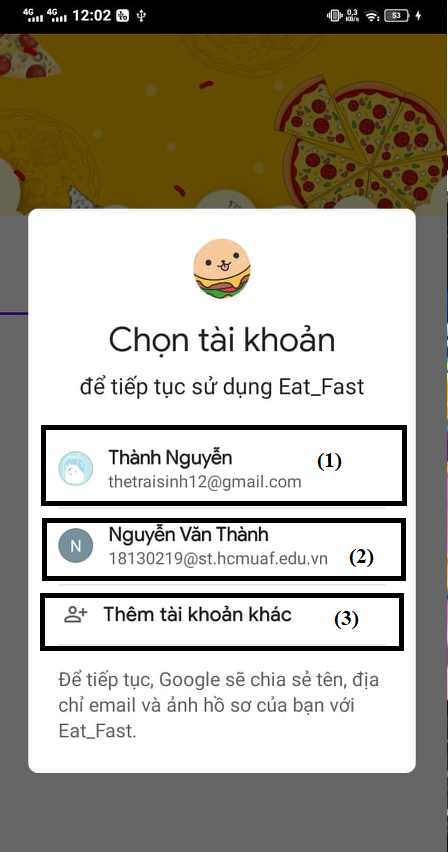 4G 4G 12:02 0,3 KB/s 53
Chọn tài khoản
để tiếp tục sử dụng Eat_Fast
Thành Nguyễn (1)
thetraisinh12@gmail.com
N Nguyễn Văn Thành
18130219@st.hcmuaf.edu.vn (2)
Thêm tài khoản khác (3)
Để tiếp tục, Google sẽ chia sẻ tên, địa
chỉ email và ảnh hồ sơ của bạn với
Eat_Fast.